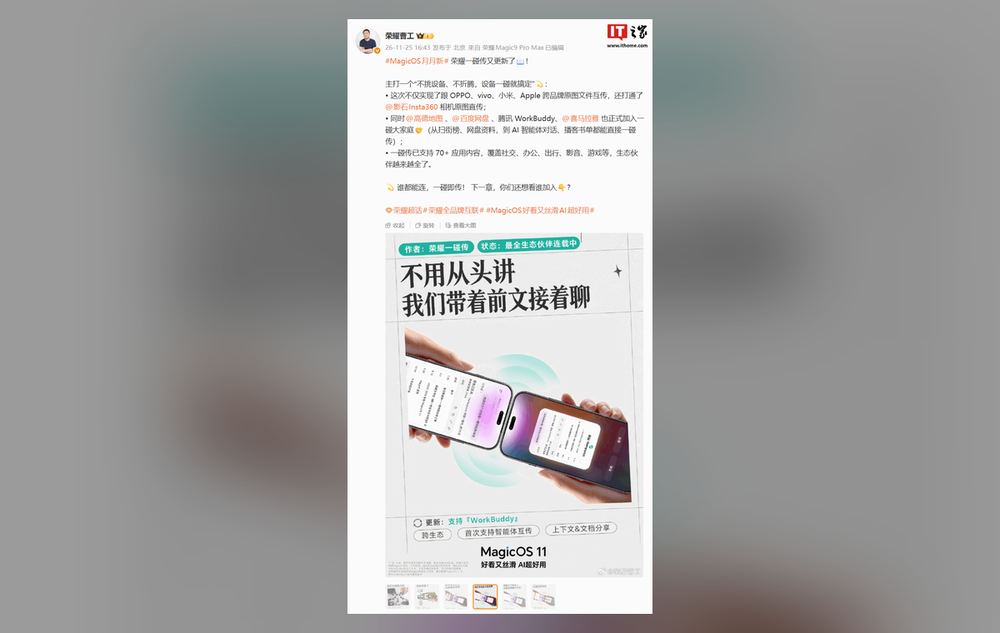 荣耀曹工
IT之家
www.ithome.com
26-11-25 16:43 发布于 北京 来自 荣耀Magic9 Pro Max 已编辑
#MagicOS月月新# 荣耀一碰传又更新了！
主打一个“不挑设备、不折腾，设备一碰就搞定”：
• 这次不仅实现了跟 OPPO、vivo、小米、Apple 跨品牌原图文件互传，还打通了
@影石Insta360 相机原图直传；
• 同时@高德地图 、@百度网盘 、腾讯 WorkBuddy、@喜马拉雅 也正式加入一
碰大家庭（从扫街榜、网盘资料，到 AI 智能体对话、播客书单都能直接一碰
传）；
• 一碰传已支持 70+ 应用内容，覆盖社交、办公、出行、影音、游戏等，生态伙
伴越来越全了。
谁都能连，一碰即传！ 下一章，你们还想看谁加入？
荣耀超话#荣耀全品牌互联# #MagicOS好看又丝滑AI超好用#
收起 旋转 查看大图
作者：荣耀一碰传 状态：最全生态伙伴连载中
不用从头讲
我们带着前文接着聊
更新：支持『WorkBuddy』
跨生态 首次支持智能体互传 上下文&文档分享
MagicOS 11
好看又丝滑 AI超好用